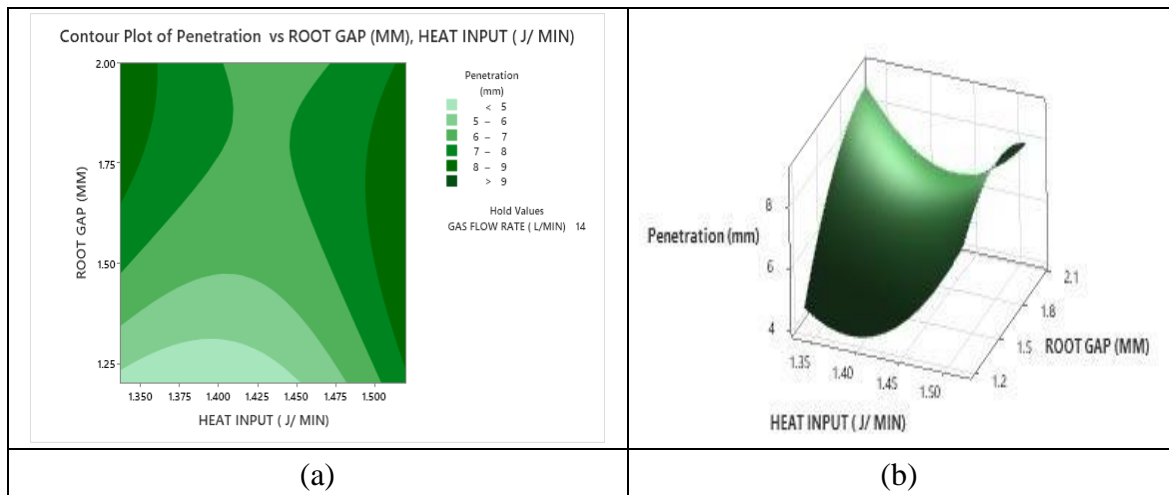 Contour Plot of Penetration vs ROOT GAP (MM), HEAT INPUT ( J/ MIN)
2.00
1.75
1.50
1.25
ROOT GAP (MM)
1.350 1.375 1.400 1.425 1.450 1.475 1.500
HEAT INPUT ( J/ MIN)
Penetration
(mm)
< 5
5 – 6
6 – 7
7 – 8
8 – 9
> 9
Hold Values
GAS FLOW RATE ( L/MIN) 14
(a)
8
6
4
Penetration (mm)
1.35 1.40 1.45 1.50
HEAT INPUT ( J/ MIN)
2.1
1.8
1.5
1.2
ROOT GAP (MM)
(b)